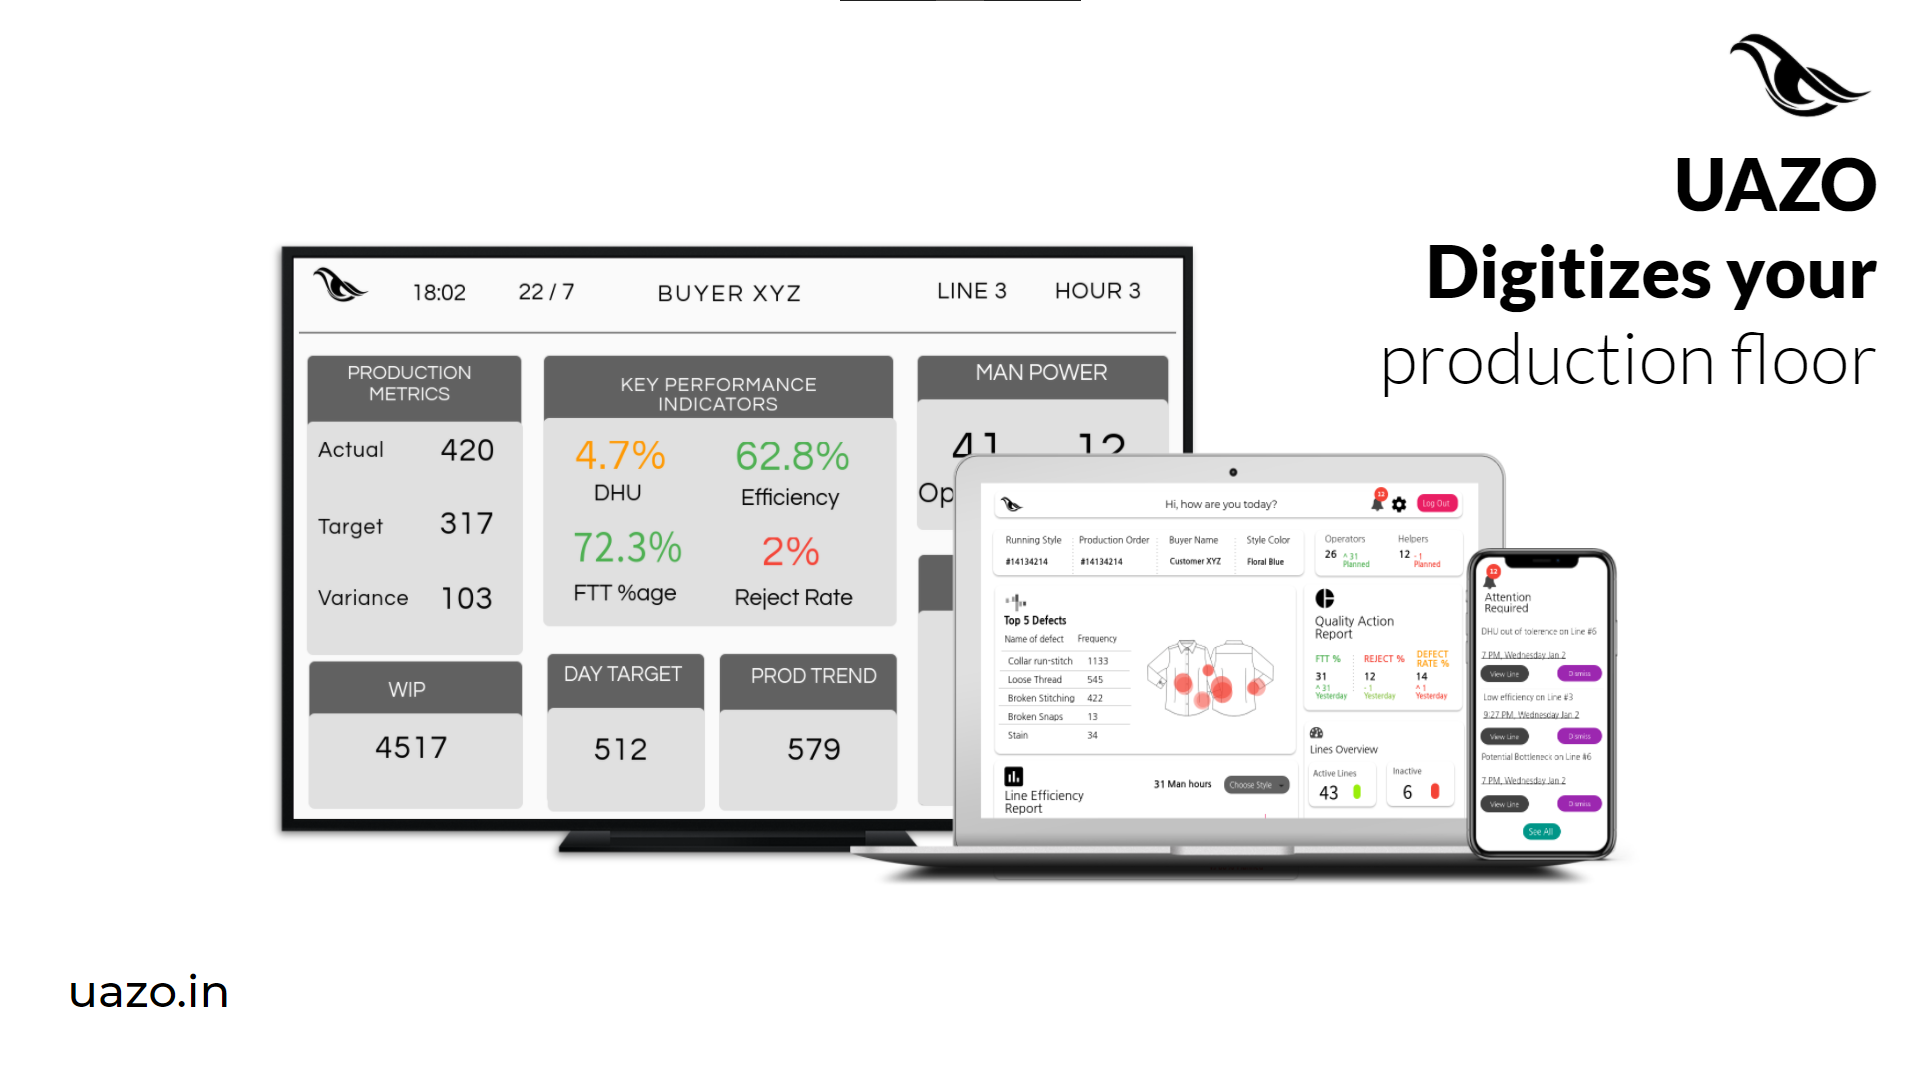 UAZO
Digitizes your
production floor
18:02 22 / 7 BUYER XYZ LINE 3 HOUR 3
PRODUCTION
METRICS
Actual 420
Target 317
Variance 103
KEY PERFORMANCE
INDICATORS
4.7% 62.8%
DHU Efficiency
72.3% 2%
FTT %age Reject Rate
MAN POWER
41 12
Op
WIP
4517
DAY TARGET
512
PROD TREND
579
Hi, how are you today?
12
Log Out
Running Style Production Order Buyer Name Style Color
#14134214 #14134214 Customer XYZ Floral Blue
Operators Helpers
26 ^ 31 Planned 12 - 1 Planned
Top 5 Defects
Name of defect Frequency
Collar run-stitch 1133
Loose Thread 545
Broken Stitching 422
Broken Snaps 13
Stain 34
Quality Action
Report
FTT % REJECT % DEFECT RATE %
31 12 14
^ 31 - 1 ^ 1
Yesterday Yesterday Yesterday
Lines Overview
Active Lines Inactive
43 6
Line Efficiency
Report
31 Man hours Choose Style
12
Attention
Required
DHU out of tolerence on Line #6
7 PM, Wednesday Jan 2
View Line Dismiss
Low efficiency on Line #3
9:27 PM, Wednesday Jan 2
View Line Dismiss
Potential Bottleneck on Line #6
7 PM, Wednesday Jan 2
View Line Dismiss
See All
uazo.in